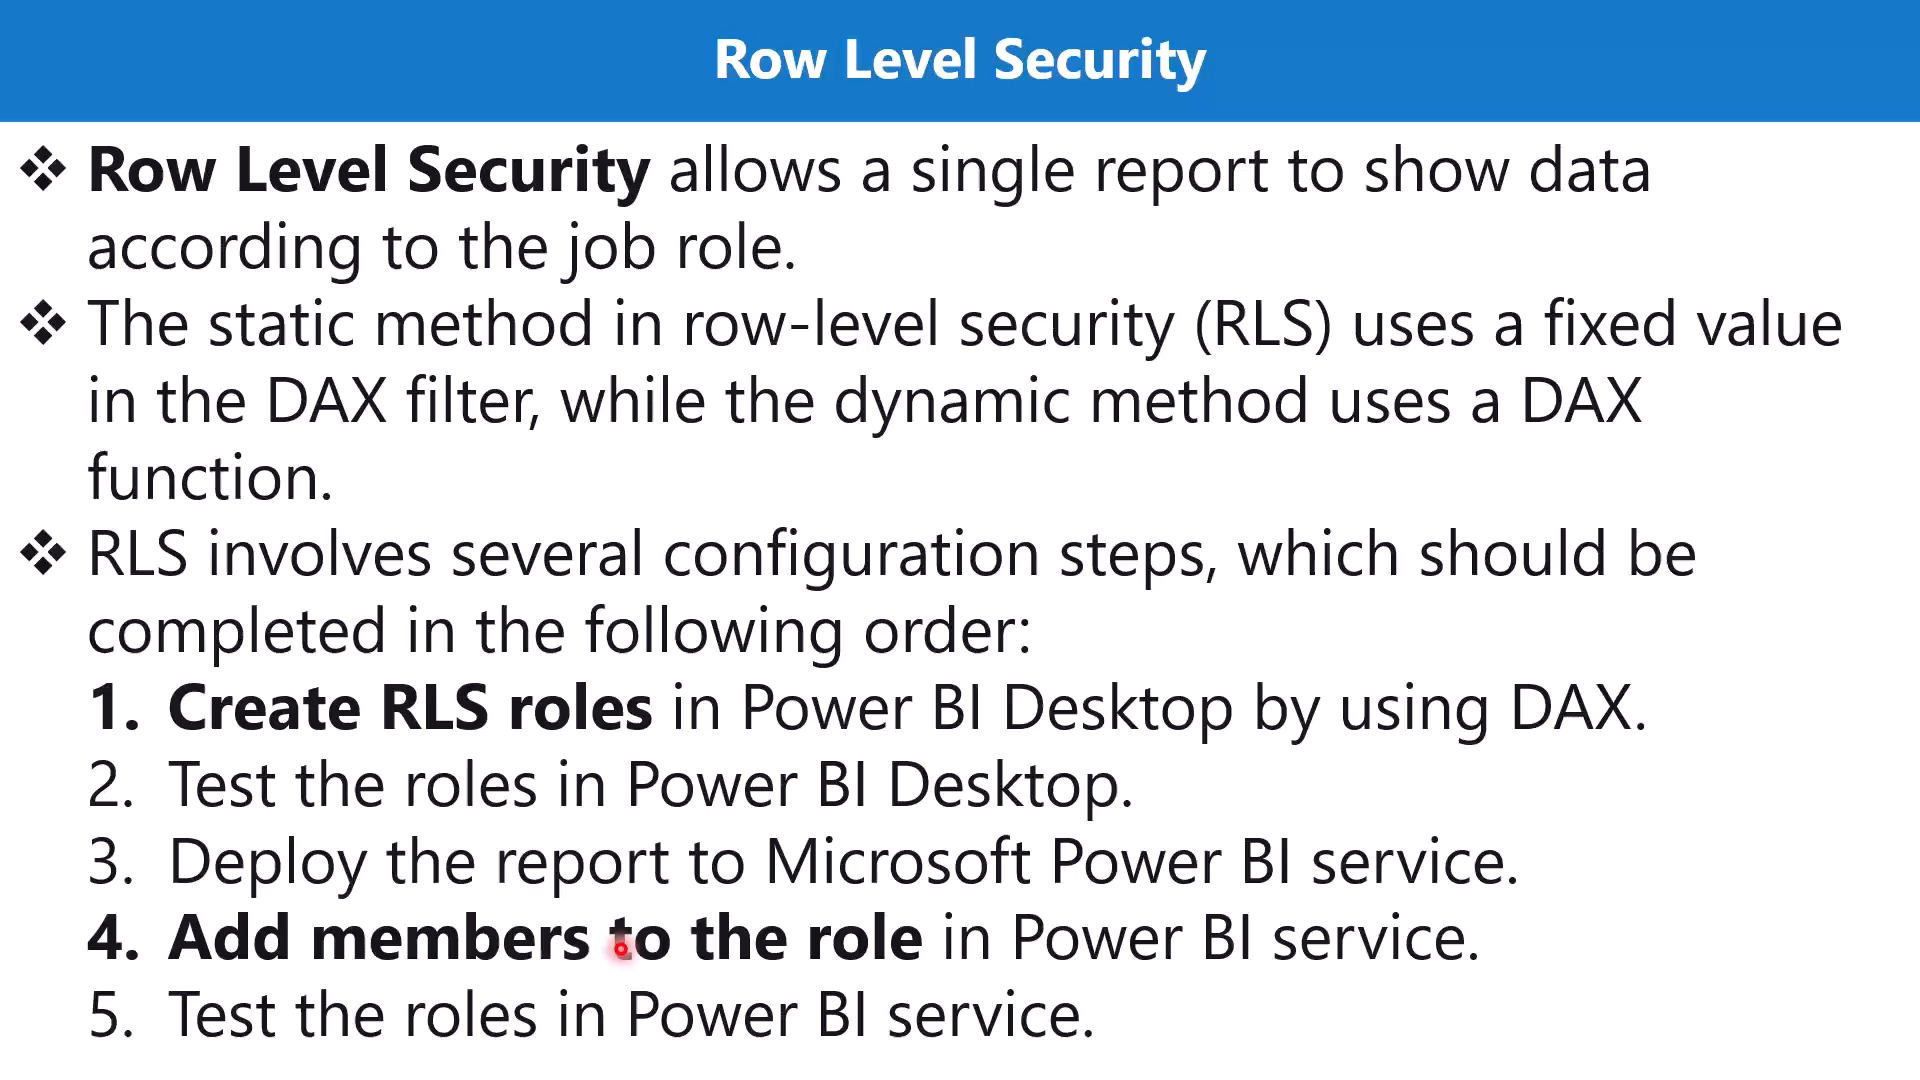 Row Level Security
❖ Row Level Security allows a single report to show data
according to the job role.
❖ The static method in row-level security (RLS) uses a fixed value
in the DAX filter, while the dynamic method uses a DAX
function.
❖ RLS involves several configuration steps, which should be
completed in the following order:
1. Create RLS roles in Power BI Desktop by using DAX.
2. Test the roles in Power BI Desktop.
3. Deploy the report to Microsoft Power BI service.
4. Add members to the role in Power BI service.
5. Test the roles in Power BI service.